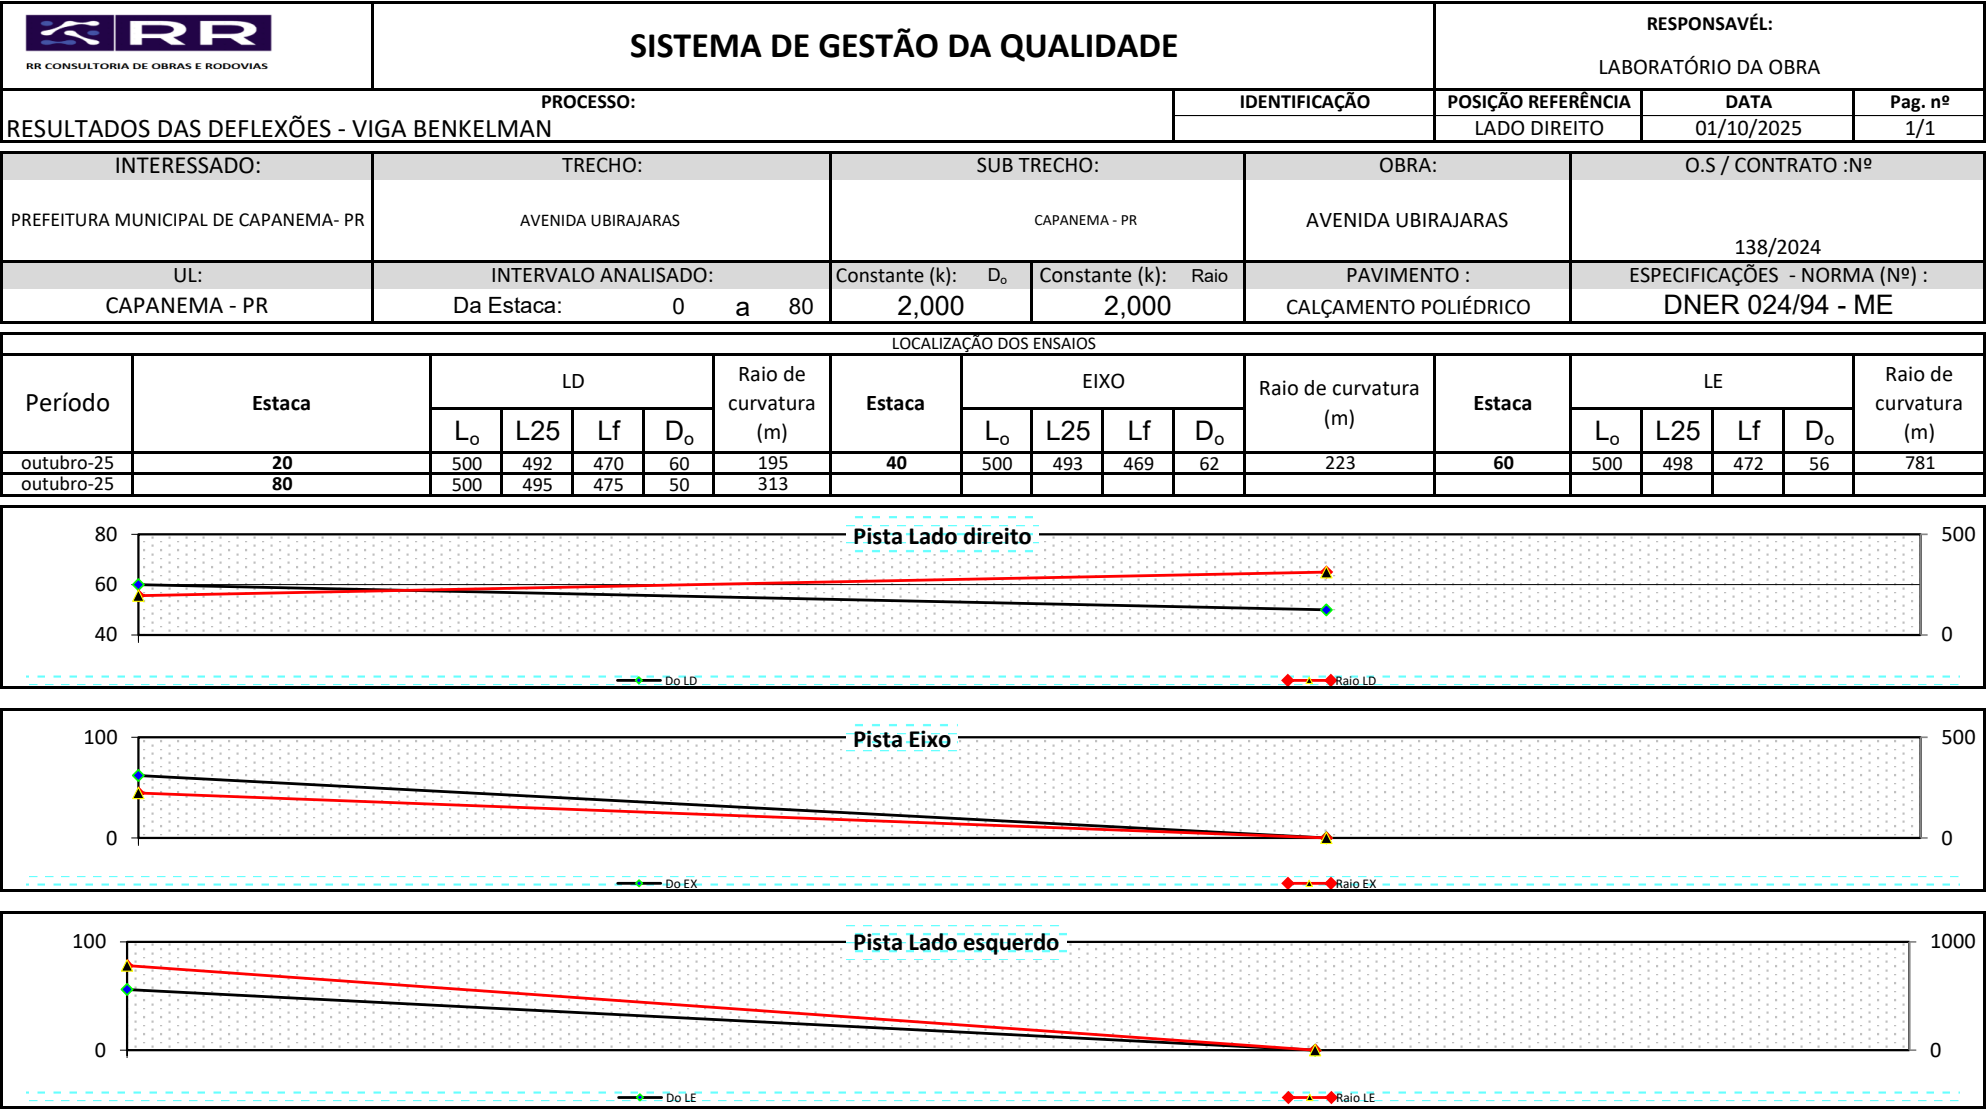 RR
RR CONSULTORIA DE OBRAS E RODOVIAS
SISTEMA DE GESTÃO DA QUALIDADE
RESPONSAVÉL:
LABORATÓRIO DA OBRA
PROCESSO:
RESULTADOS DAS DEFLEXÕES - VIGA BENKELMAN
IDENTIFICAÇÃO
POSIÇÃO REFERÊNCIA
LADO DIREITO
DATA
01/10/2025
Pag. nº
1/1
INTERESSADO:
PREFEITURA MUNICIPAL DE CAPANEMA- PR
TRECHO:
AVENIDA UBIRAJARAS
SUB TRECHO:
CAPANEMA - PR
OBRA:
AVENIDA UBIRAJARAS
O.S / CONTRATO :Nº
138/2024
UL:
CAPANEMA - PR
INTERVALO ANALISADO:
Da Estaca: 0 a 80
Constante (k): Do
2,000
Constante (k): Raio
2,000
PAVIMENTO :
CALÇAMENTO POLIÉDRICO
ESPECIFICAÇÕES - NORMA (Nº) :
DNER 024/94 - ME
LOCALIZAÇÃO DOS ENSAIOS
Período Estaca LD Raio de curvatura (m) Estaca EIXO Raio de curvatura (m) Estaca LE Raio de curvatura (m)
Lo L25 Lf Do Lo L25 Lf Do Lo L25 Lf Do
outubro-25 20 500 492 470 60 195 40 500 493 469 62 223 60 500 498 472 56 781
outubro-25 80 500 495 475 50 313
Pista Lado direito
80 500
60
40 0
Do LD Raio LD
Pista Eixo
100 500
0 0
Do EX Raio EX
Pista Lado esquerdo
100 1000
0 0
Do LE Raio LE